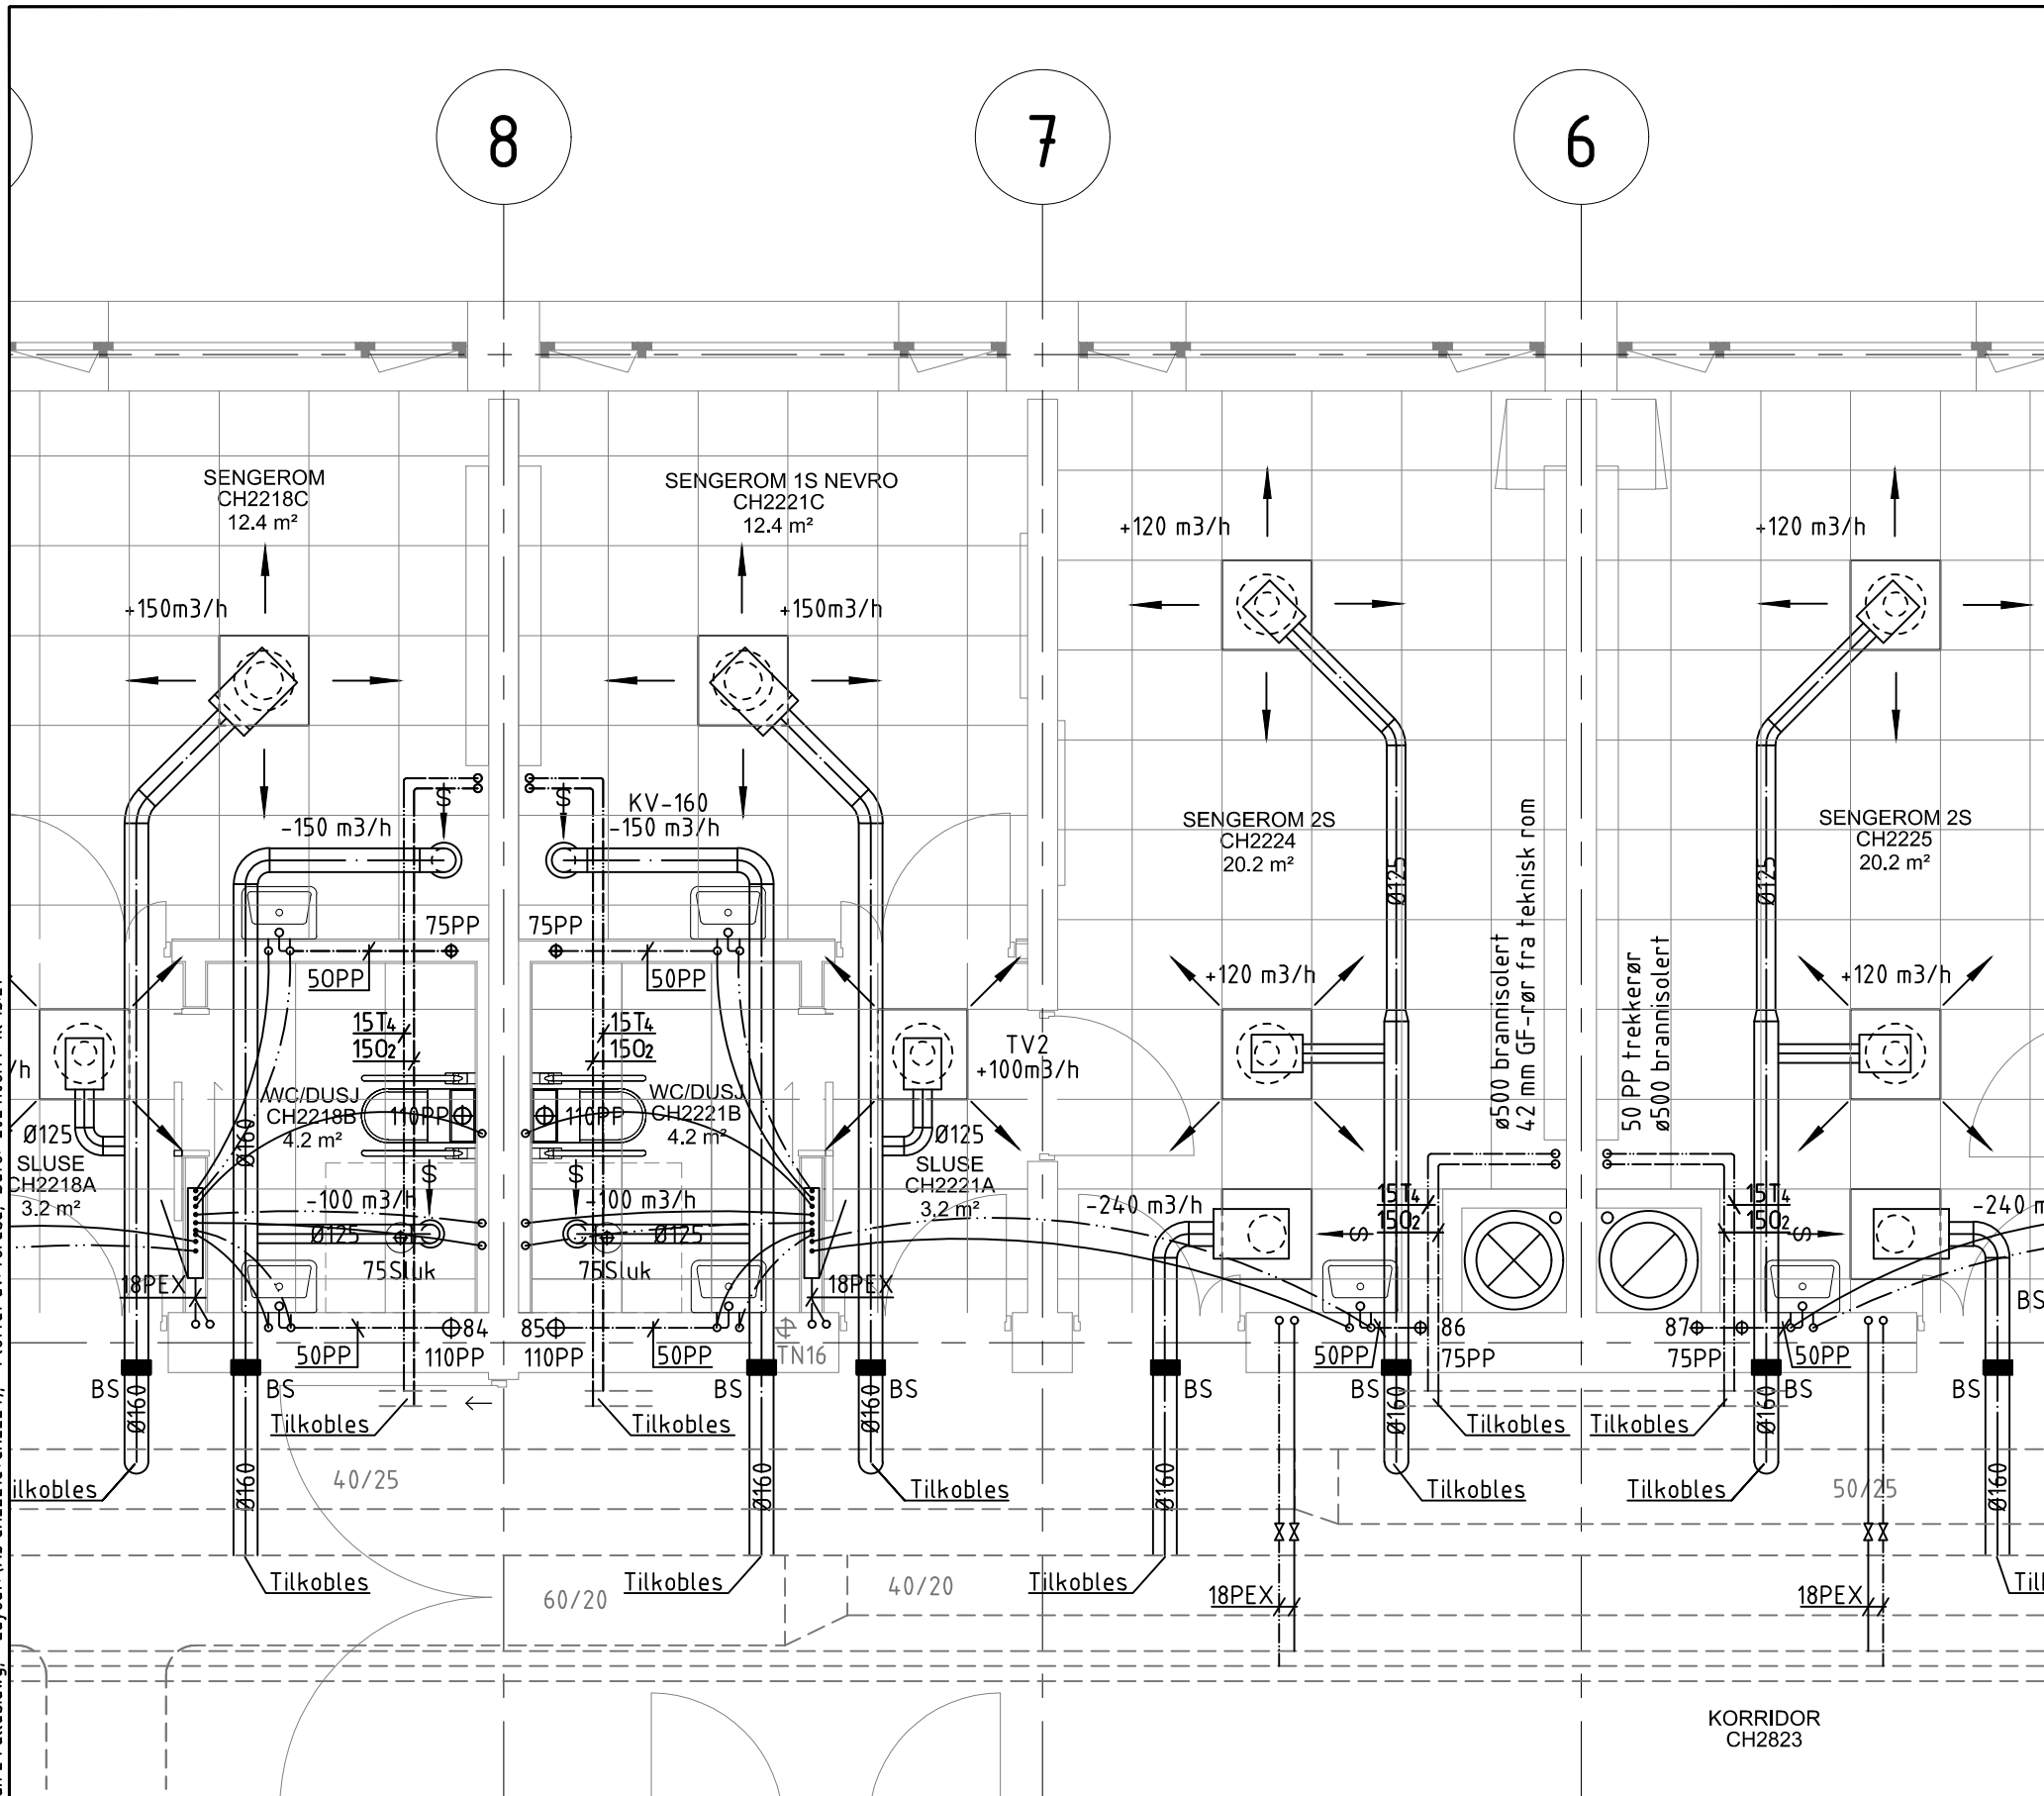 8
7
6
SENGEROM
CH2218C
12.4 m²
SENGEROM 1S NEVRO
CH2221C
12.4 m²
+120 m3/h
+120 m3/h
+150m3/h
+150m3/h
S
S
KV-160
-150 m3/h
-150 m3/h
SENGEROM 2S
CH2224
20.2 m²
SENGEROM 2S
CH2225
20.2 m²
Ø125
Ø125
ø500 brannisolert
42 mm GF-rør fra teknisk rom
50 PP trekkerør
ø500 brannisolert
75PP
75PP
50PP
50PP
+120 m3/h
+120 m3/h
15T4
15O2
15T4
15O2
TV2
+100m3/h
WC/DUSJ
CH2218B
4.2 m²
110PP
110PP
WC/DUSJ
CH2221B
4.2 m²
Ø160
Ø125
SLUSE
CH2218A
3.2 m²
Ø125
SLUSE
CH2221A
3.2 m²
S
S
-100 m3/h
-100 m3/h
Ø125
Ø125
75Sluk
75Sluk
-240 m3/h
S
15T4
15O2
15T4
15O2
S
-240 m
18PEX
18PEX
84
85
86
87
50PP
110PP
110PP
50PP
TN16
50PP
75PP
75PP
50PP
BS
BS
BS
BS
BS
BS
BS
BS
BS
Ø160
Ø160
Ø160
Ø160
Tilkobles
Tilkobles
Tilkobles
Tilkobles
ilkobles
40/25
Ø160
Ø160
Tilkobles
Ø160
Tilkobles
Tilkobles
50/25
Ø160
Tilkobles
60/20
Tilkobles
40/20
Tilkobles
18PEX
18PEX
Til
KORRIDOR
CH2823